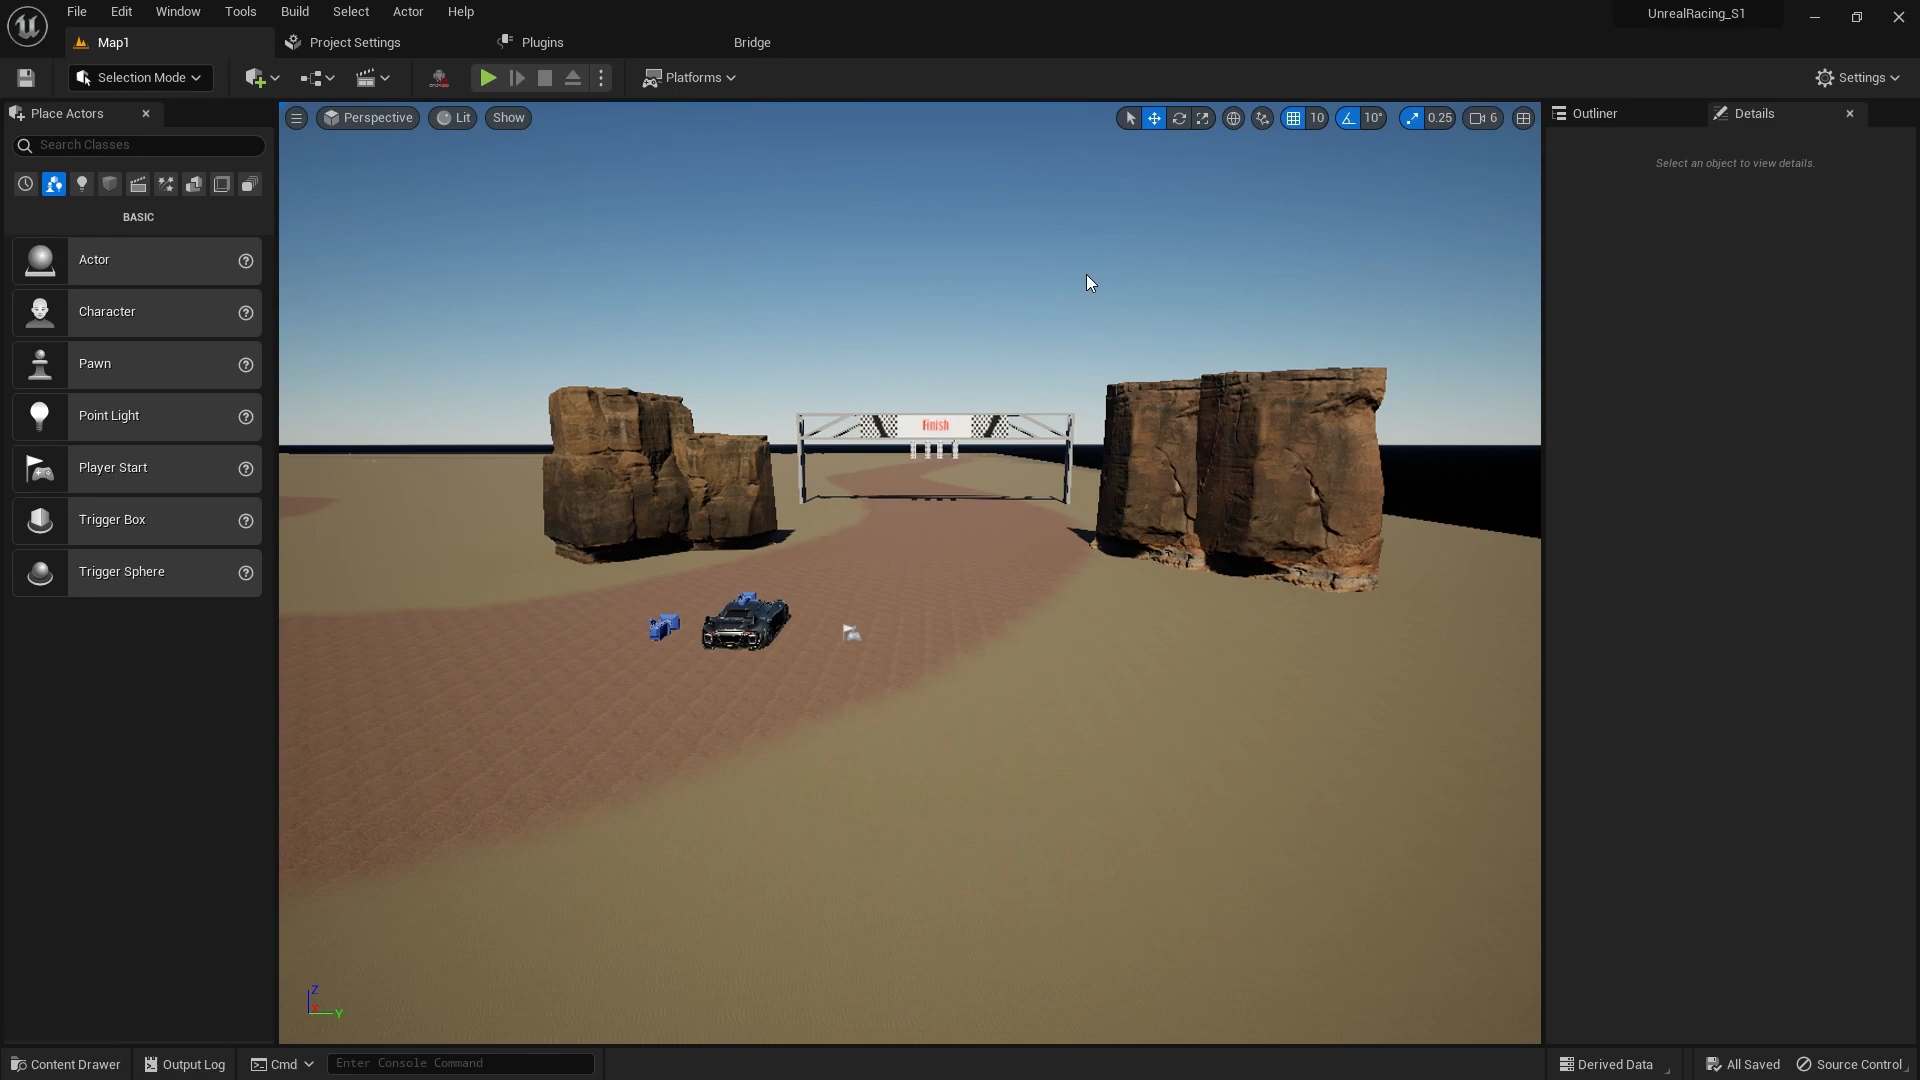 File Edit Window Tools Build Select Actor Help
UnrealRacing_S1
Map1
Project Settings
Plugins
Bridge
Selection Mode
Platforms
Settings
Place Actors
Search Classes
BASIC
Actor
Character
Pawn
Point Light
Player Start
Trigger Box
Trigger Sphere
Perspective
Lit
Show
10
10°
0.25
6
Finish
Z
X
Y
Outliner
Details
Select an object to view details.
Content Drawer
Output Log
Cmd
Enter Console Command
Derived Data
All Saved
Source Control